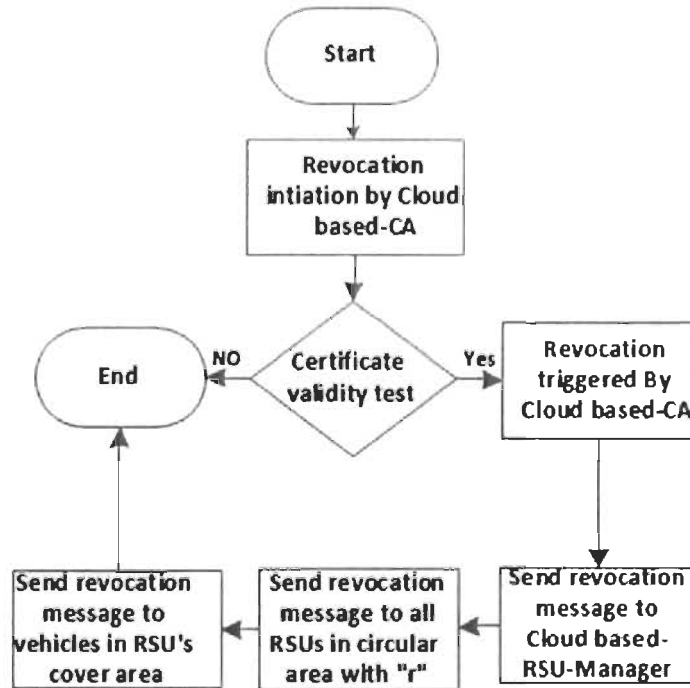 Start
Revocation
intiation by Cloud
based-CA
Certificate
validity test
NO
End
Yes
Revocation
triggered By
Cloud based-CA
Send revocation
message to
Cloud based-
RSU-Manager
Send revocation
message to all
RSUs in circular
area with "r"
Send revocation
message to
vehicles in RSU's
cover area